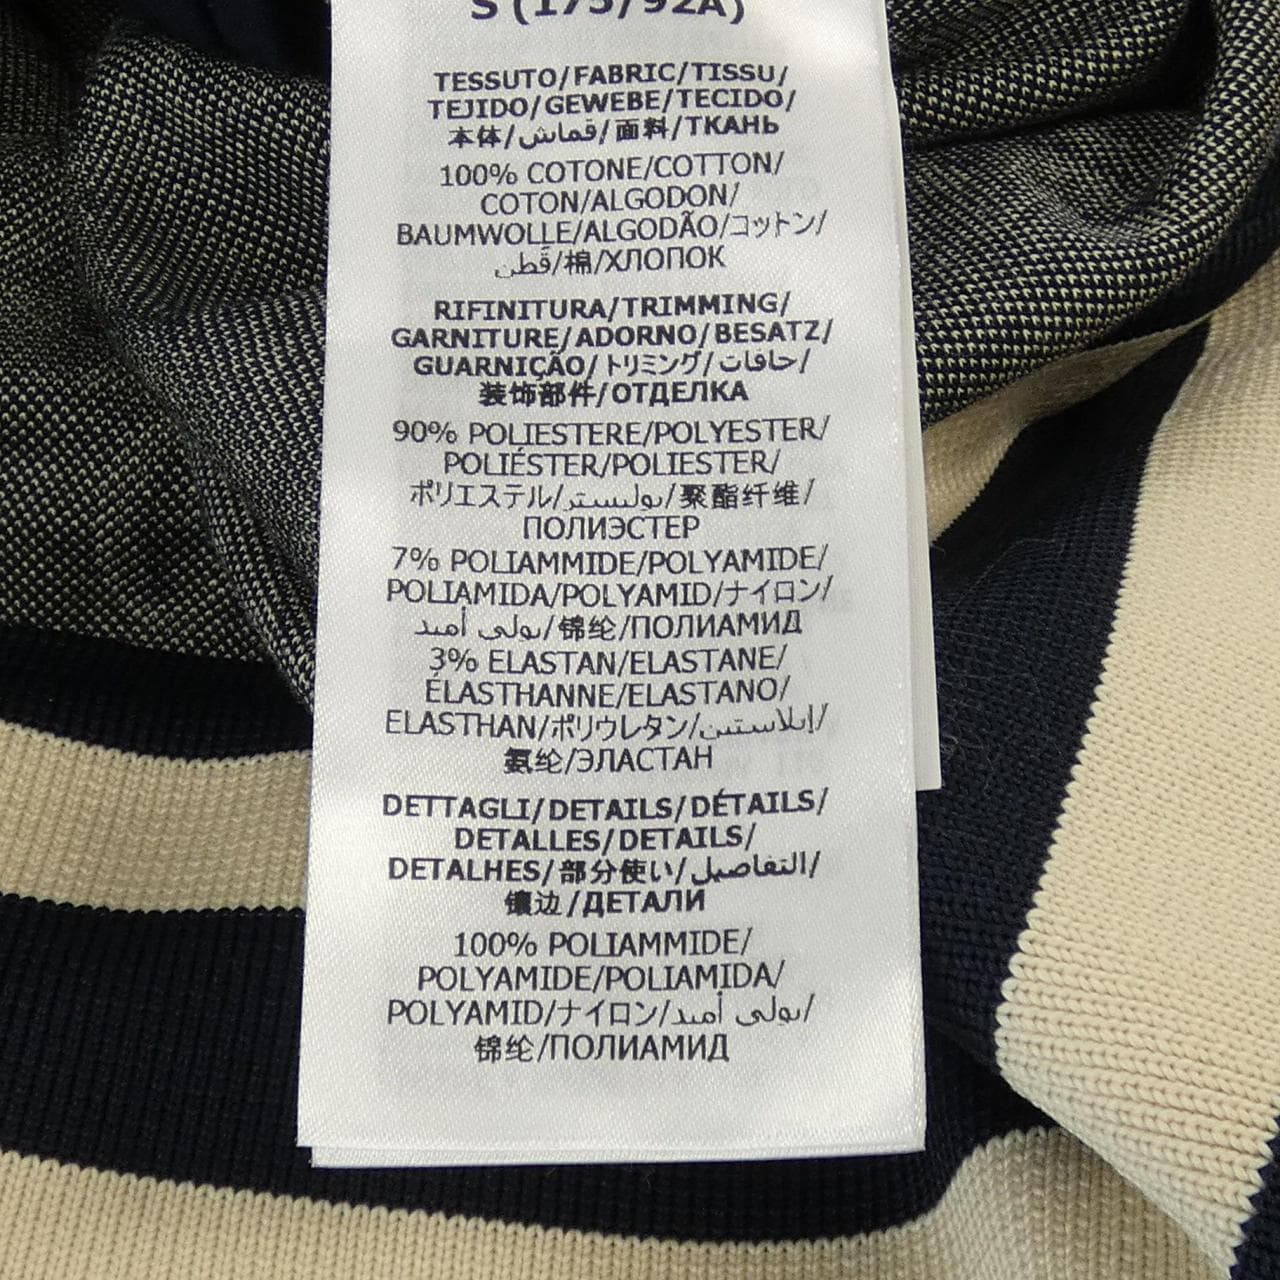 S (175/92A)
TESSUTO/FABRIC/TISSU/
TEJIDO/GEWEBE/TECIDO/
本体/قماش/面料/ТКАНЬ
100% COTONE/COTTON/
COTON/ALGODON/
BAUMWOLLE/ALGODÃO/コットン/
قطن/棉/ХЛОПОК
RIFINITURA/TRIMMING/
GARNITURE/ADORNO/BESATZ/
GUARNIÇÃO/トリミング/حافات/
装饰部件/ОТДЕЛКА
90% POLIESTERE/POLYESTER/
POLIÉSTER/POLIESTER/
ポリエステル/بوليستر/聚酯纤维/
ПОЛИЭСТЕР
7% POLIAMMIDE/POLYAMIDE/
POLIAMIDA/POLYAMID/ナイロン/
بولي أميد/锦纶/ПОЛИАМИД
3% ELASTAN/ELASTANE/
ÉLASTHANNE/ELASTANO/
ELASTHAN/ポリウレタン/إيلاستين/
氨纶/ЭЛАСТАН
DETTAGLI/DETAILS/DÉTAILS/
DETALLES/DETAILS/
DETALHES/部分使い/التفاصيل/
镶边/ДЕТАЛИ
100% POLIAMMIDE/
POLYAMIDE/POLIAMIDA/
POLYAMID/ナイロン/بولي أميد/
锦纶/ПОЛИАМИД